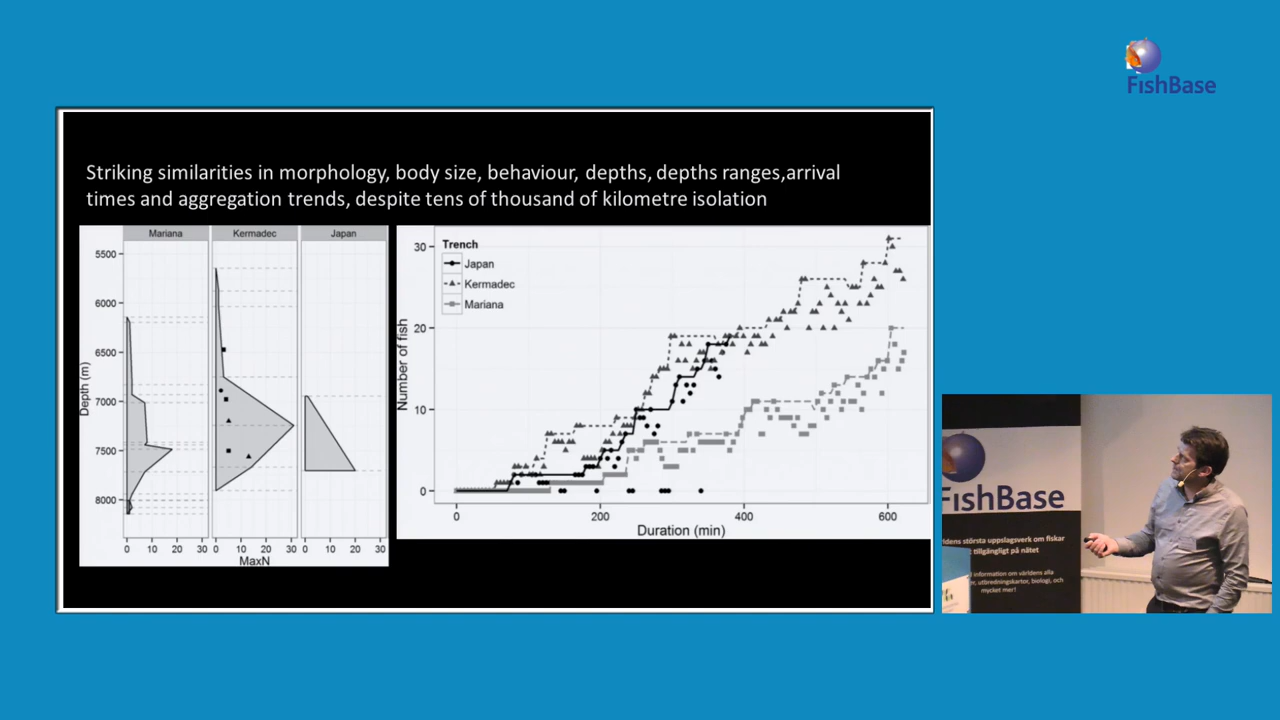 FishBase
Striking similarities in morphology, body size, behaviour, depths, depths ranges,arrival
times and aggregation trends, despite tens of thousand of kilometre isolation
Mariana
Kermadec
Japan
5500
6000
6500
7000
7500
8000
Depth (m)
0 10 20 30
0 10 20 30
0 10 20 30
MaxN
Trench
Japan
Kermadec
Mariana
30
20
10
0
Number of fish
0 200 400 600
Duration (min)
FishBase
ldens största uppslagsverk om fiskar
tillgängligt på nätet
information om världens alla
utbredningskartor, biologi, och
mycket mer!